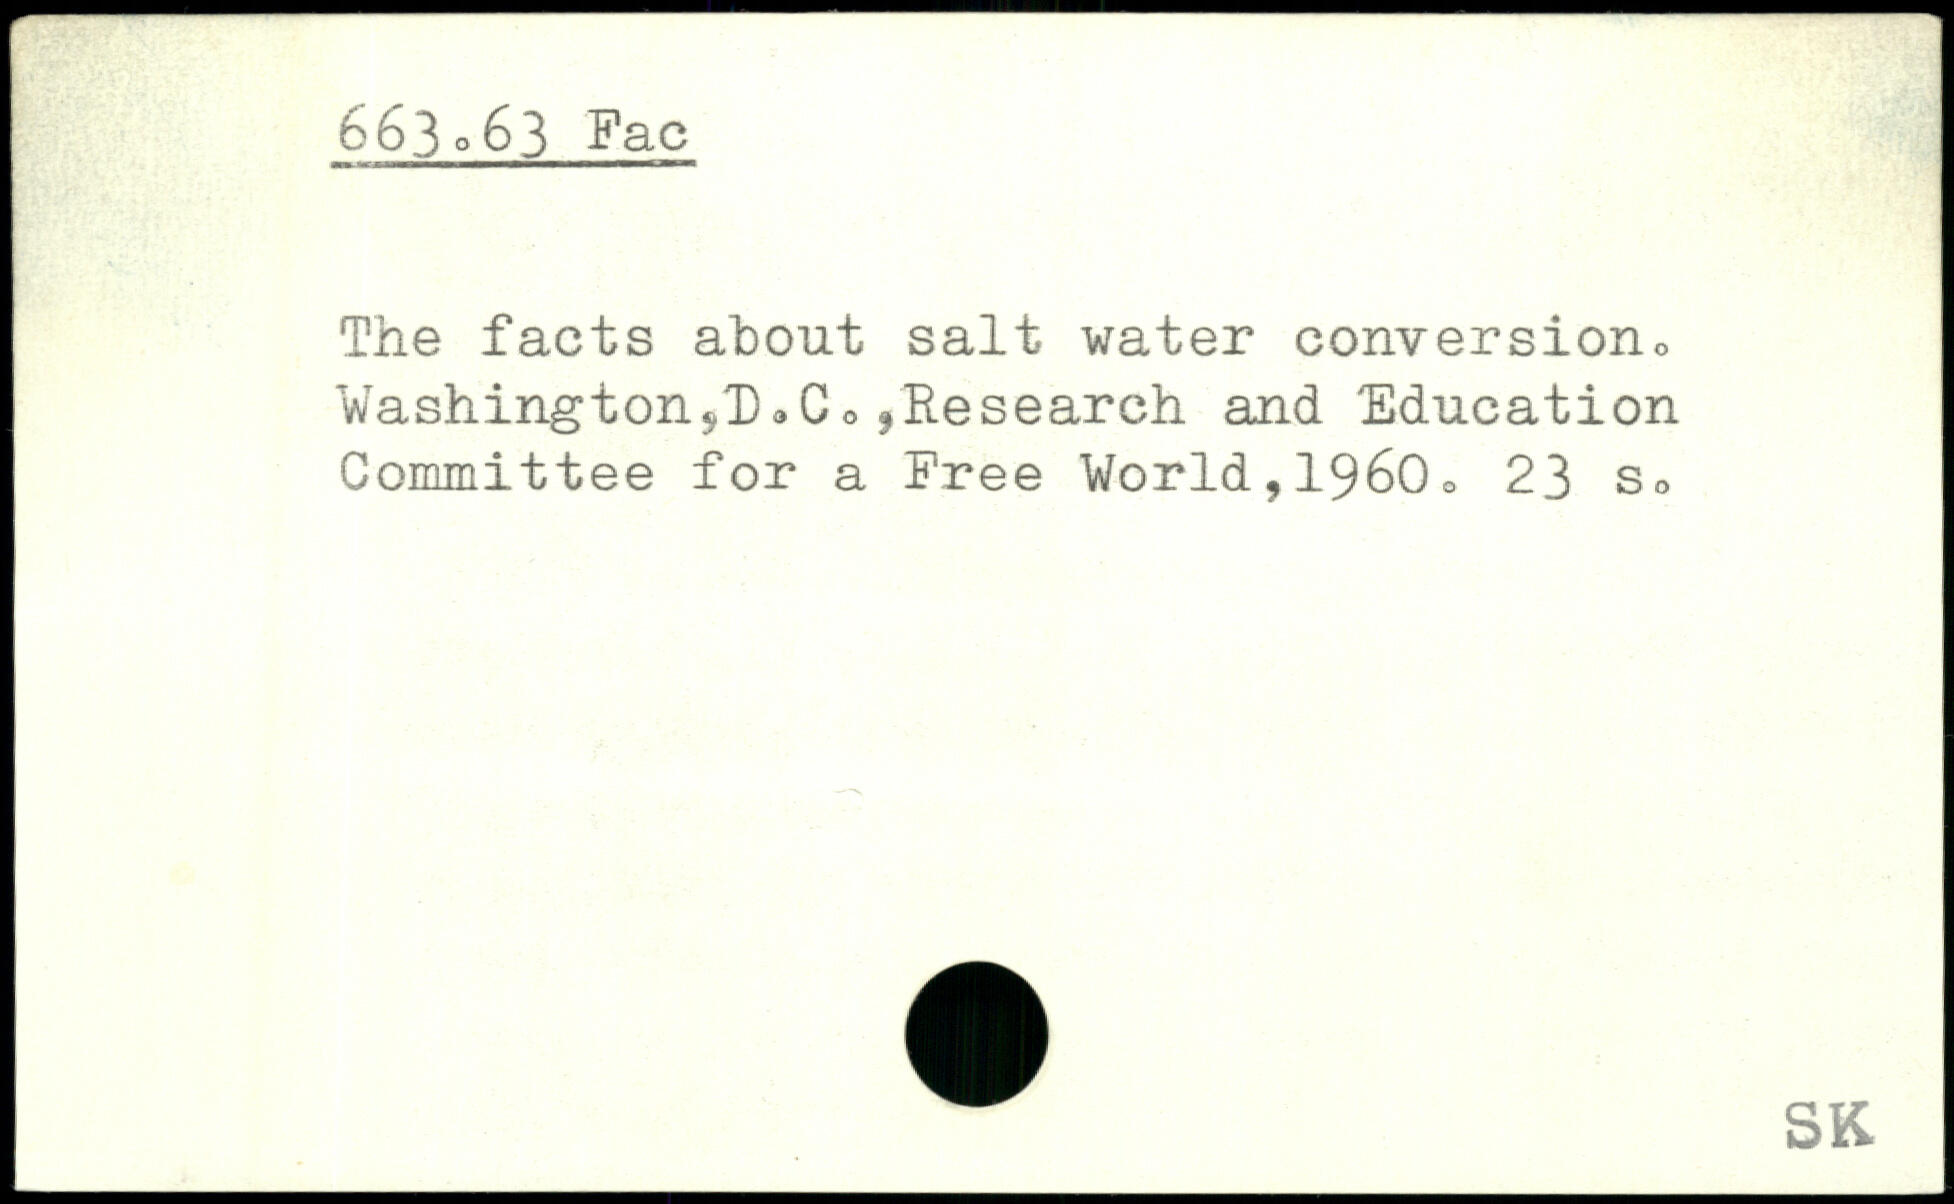 663.63 Fac
The facts about salt water conversion.
Washington,D.C.,Research and Education
Committee for a Free World,1960. 23 s.
SK